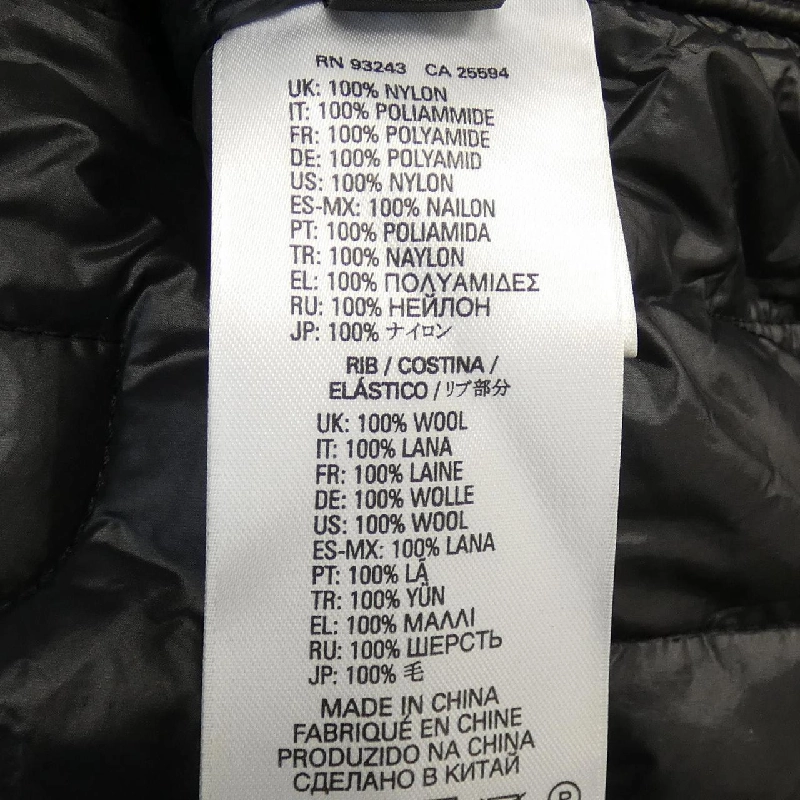 RN 93243 CA 25594
UK: 100% NYLON
IT: 100% POLIAMMIDE
FR: 100% POLYAMIDE
DE: 100% POLYAMID
US: 100% NYLON
ES-MX: 100% NAILON
PT: 100% POLIAMIDA
TR: 100% NAYLON
EL: 100% ΠΟΛΥΑΜΙΔΕΣ
RU: 100% НЕЙЛОН
JP: 100% ナイロン
RIB / COSTINA /
ELÁSTICO / リブ部分
UK: 100% WOOL
IT: 100% LANA
FR: 100% LAINE
DE: 100% WOLLE
US: 100% WOOL
ES-MX: 100% LANA
PT: 100% LÃ
TR: 100% YÜN
EL: 100% ΜΑΛΛΙ
RU: 100% ШЕРСТЬ
JP: 100% 毛
MADE IN CHINA
FABRIQUÉ EN CHINE
PRODUZIDO NA CHINA
СДЕЛАНО В КИТАЙ
P